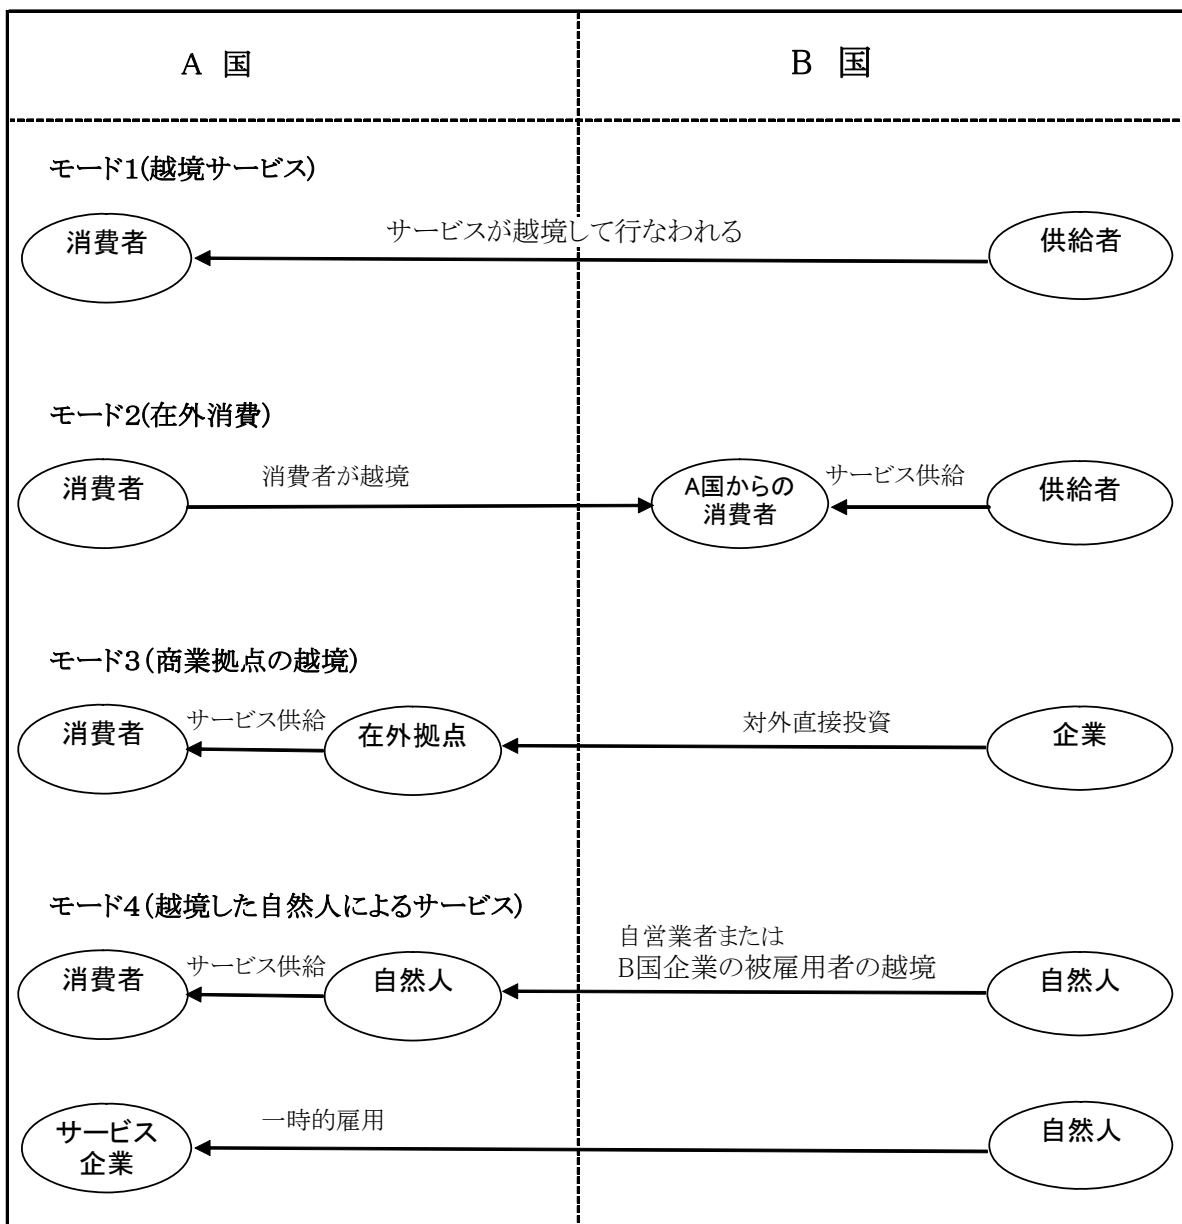 A 国
B 国
モード1(越境サービス)
消費者
サービスが越境して行なわれる
供給者
モード2(在外消費)
消費者
消費者が越境
A国からの
消費者
サービス供給
供給者
モード3(商業拠点の越境)
消費者
サービス供給
在外拠点
対外直接投資
企業
モード4(越境した自然人によるサービス)
消費者
サービス供給
自然人
自営業者または
B国企業の被雇用者の越境
自然人
サービス
企業
一時的雇用
自然人